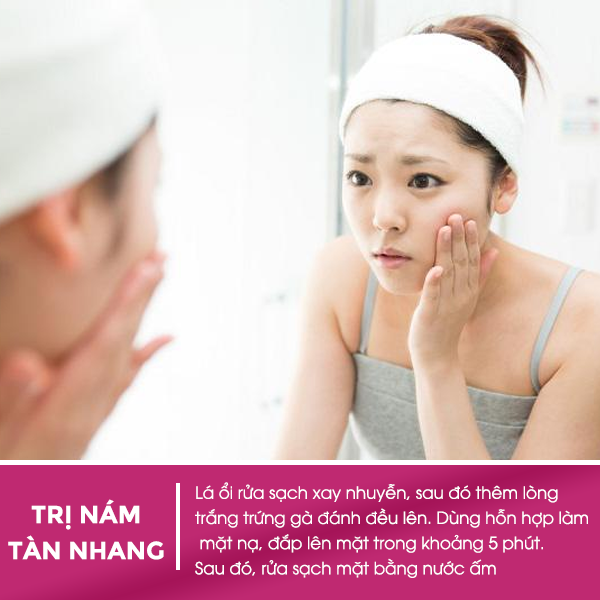 TRỊ NÁM
TÀN NHANG
Lá ổi rửa sạch xay nhuyễn, sau đó thêm lòng
trắng trứng gà đánh đều lên. Dùng hỗn hợp làm
mặt nạ, đắp lên mặt trong khoảng 5 phút.
Sau đó, rửa sạch mặt bằng nước ấm